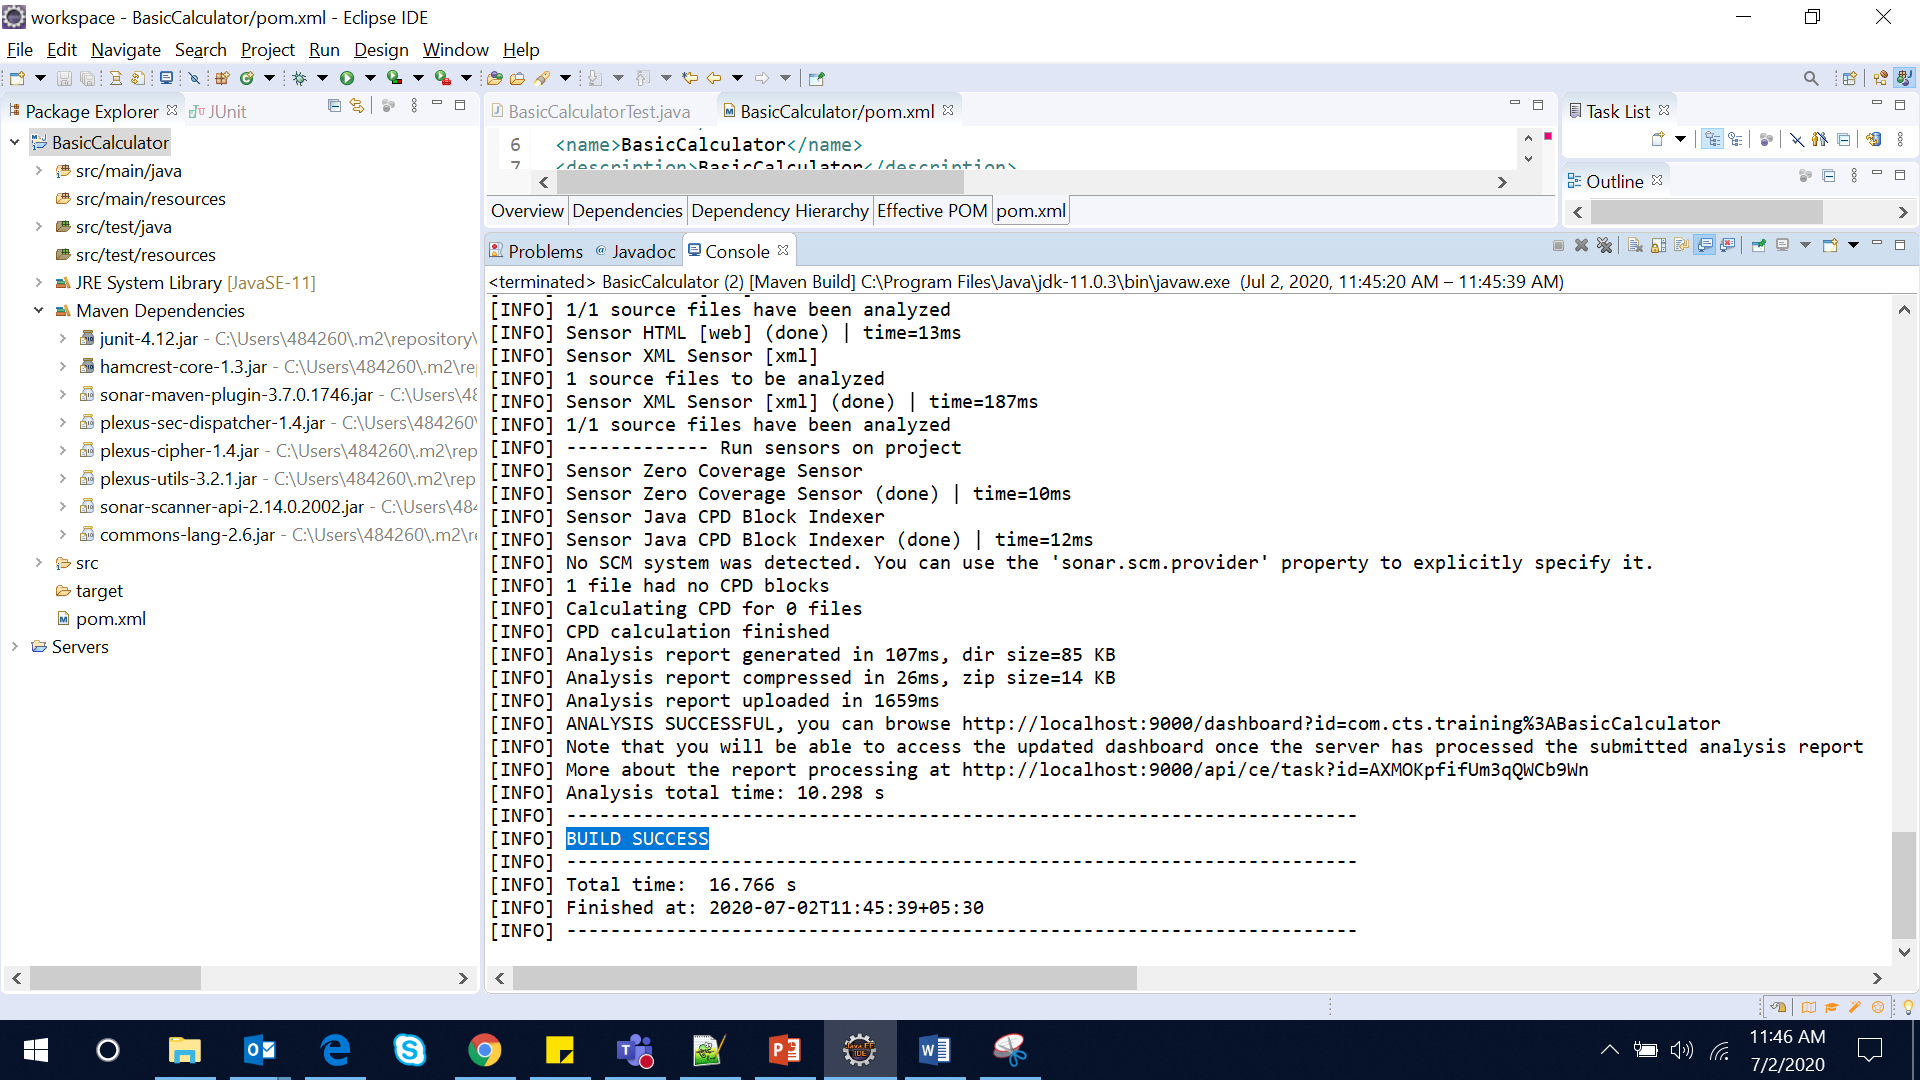 workspace - BasicCalculator/pom.xml - Eclipse IDE
File Edit Navigate Search Project Run Design Window Help
Package Explorer JUnit
BasicCalculator
src/main/java
src/main/resources
src/test/java
src/test/resources
JRE System Library [JavaSE-11]
Maven Dependencies
junit-4.12.jar - C:\Users\484260\.m2\repository\
hamcrest-core-1.3.jar - C:\Users\484260\.m2\re
sonar-maven-plugin-3.7.0.1746.jar - C:\Users\48
plexus-sec-dispatcher-1.4.jar - C:\Users\484260\
plexus-cipher-1.4.jar - C:\Users\484260\.m2\rep
plexus-utils-3.2.1.jar - C:\Users\484260\.m2\rep
sonar-scanner-api-2.14.0.2002.jar - C:\Users\484
commons-lang-2.6.jar - C:\Users\484260\.m2\r
src
target
pom.xml
Servers
BasicCalculatorTest.java BasicCalculator/pom.xml
6 <name>BasicCalculator</name>
7 <description>BasicCalculator</description>
Overview Dependencies Dependency Hierarchy Effective POM pom.xml
Task List
Outline
Problems Javadoc Console
<terminated> BasicCalculator (2) [Maven Build] C:\Program Files\Java\jdk-11.0.3\bin\javaw.exe (Jul 2, 2020, 11:45:20 AM – 11:45:39 AM)
[INFO] 1/1 source files have been analyzed
[INFO] Sensor HTML [web] (done) | time=13ms
[INFO] Sensor XML Sensor [xml]
[INFO] 1 source files to be analyzed
[INFO] Sensor XML Sensor [xml] (done) | time=187ms
[INFO] 1/1 source files have been analyzed
[INFO] ------------- Run sensors on project
[INFO] Sensor Zero Coverage Sensor
[INFO] Sensor Zero Coverage Sensor (done) | time=10ms
[INFO] Sensor Java CPD Block Indexer
[INFO] Sensor Java CPD Block Indexer (done) | time=12ms
[INFO] No SCM system was detected. You can use the 'sonar.scm.provider' property to explicitly specify it.
[INFO] 1 file had no CPD blocks
[INFO] Calculating CPD for 0 files
[INFO] CPD calculation finished
[INFO] Analysis report generated in 107ms, dir size=85 KB
[INFO] Analysis report compressed in 26ms, zip size=14 KB
[INFO] Analysis report uploaded in 1659ms
[INFO] ANALYSIS SUCCESSFUL, you can browse http://localhost:9000/dashboard?id=com.cts.training%3ABasicCalculator
[INFO] Note that you will be able to access the updated dashboard once the server has processed the submitted analysis report
[INFO] More about the report processing at http://localhost:9000/api/ce/task?id=AXMOKpfifUm3qQWCb9Wn
[INFO] Analysis total time: 10.298 s
[INFO] ------------------------------------------------------------------------
[INFO] BUILD SUCCESS
[INFO] ------------------------------------------------------------------------
[INFO] Total time:  16.766 s
[INFO] Finished at: 2020-07-02T11:45:39+05:30
[INFO] ------------------------------------------------------------------------
11:46 AM
7/2/2020